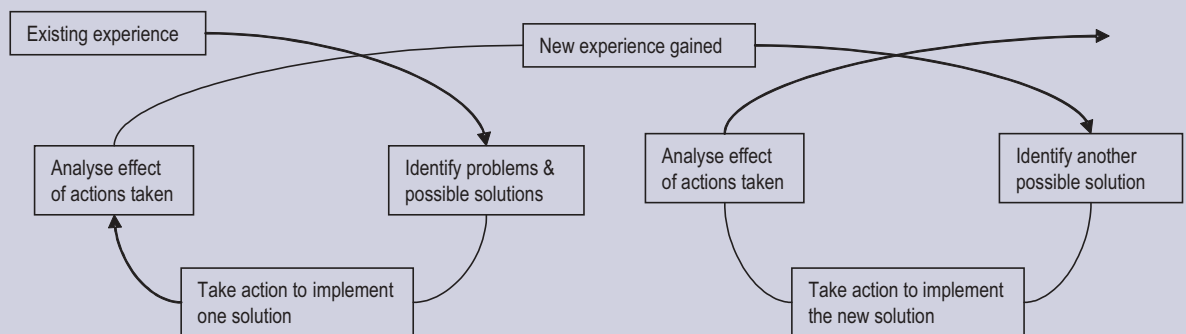 Existing experience
New experience gained
Analyse effect
of actions taken
Identify problems &
possible solutions
Analyse effect
of actions taken
Identify another
possible solution
Take action to implement
one solution
Take action to implement
the new solution